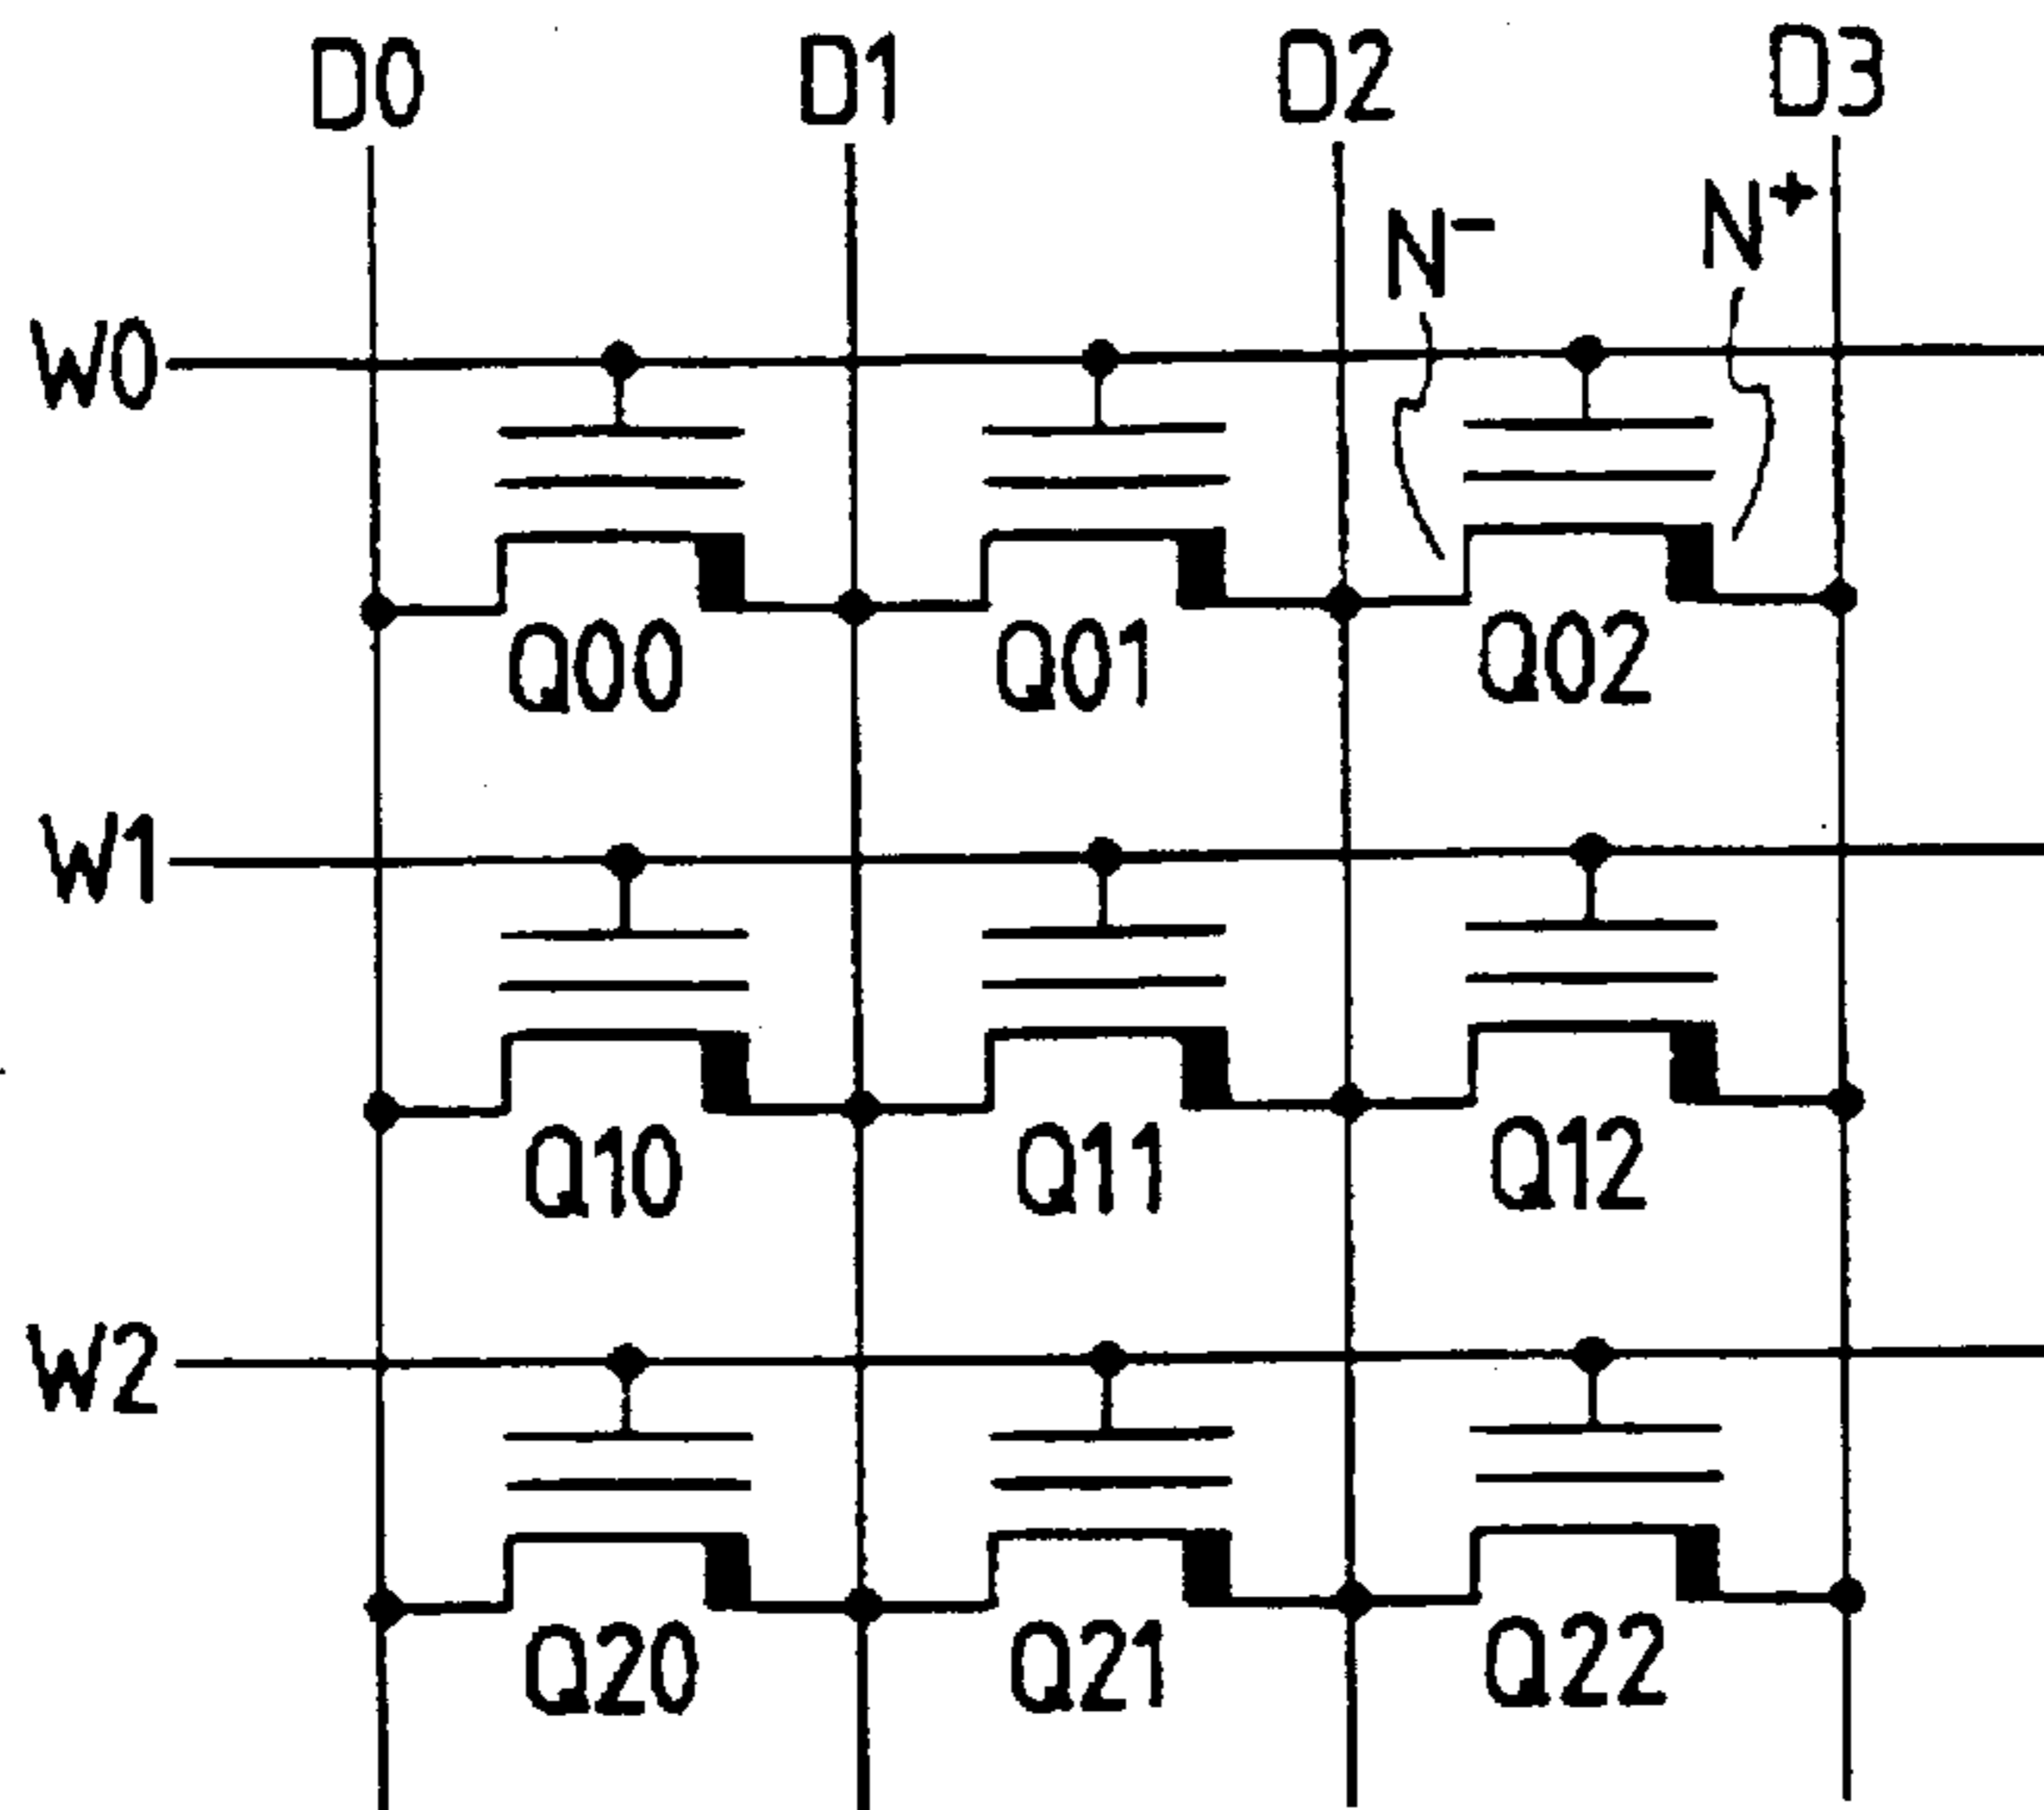 D0 D1 D2 D3
N⁻ N⁺
W0
Q00 Q01 Q02
W1
Q10 Q11 Q12
W2
Q20 Q21 Q22